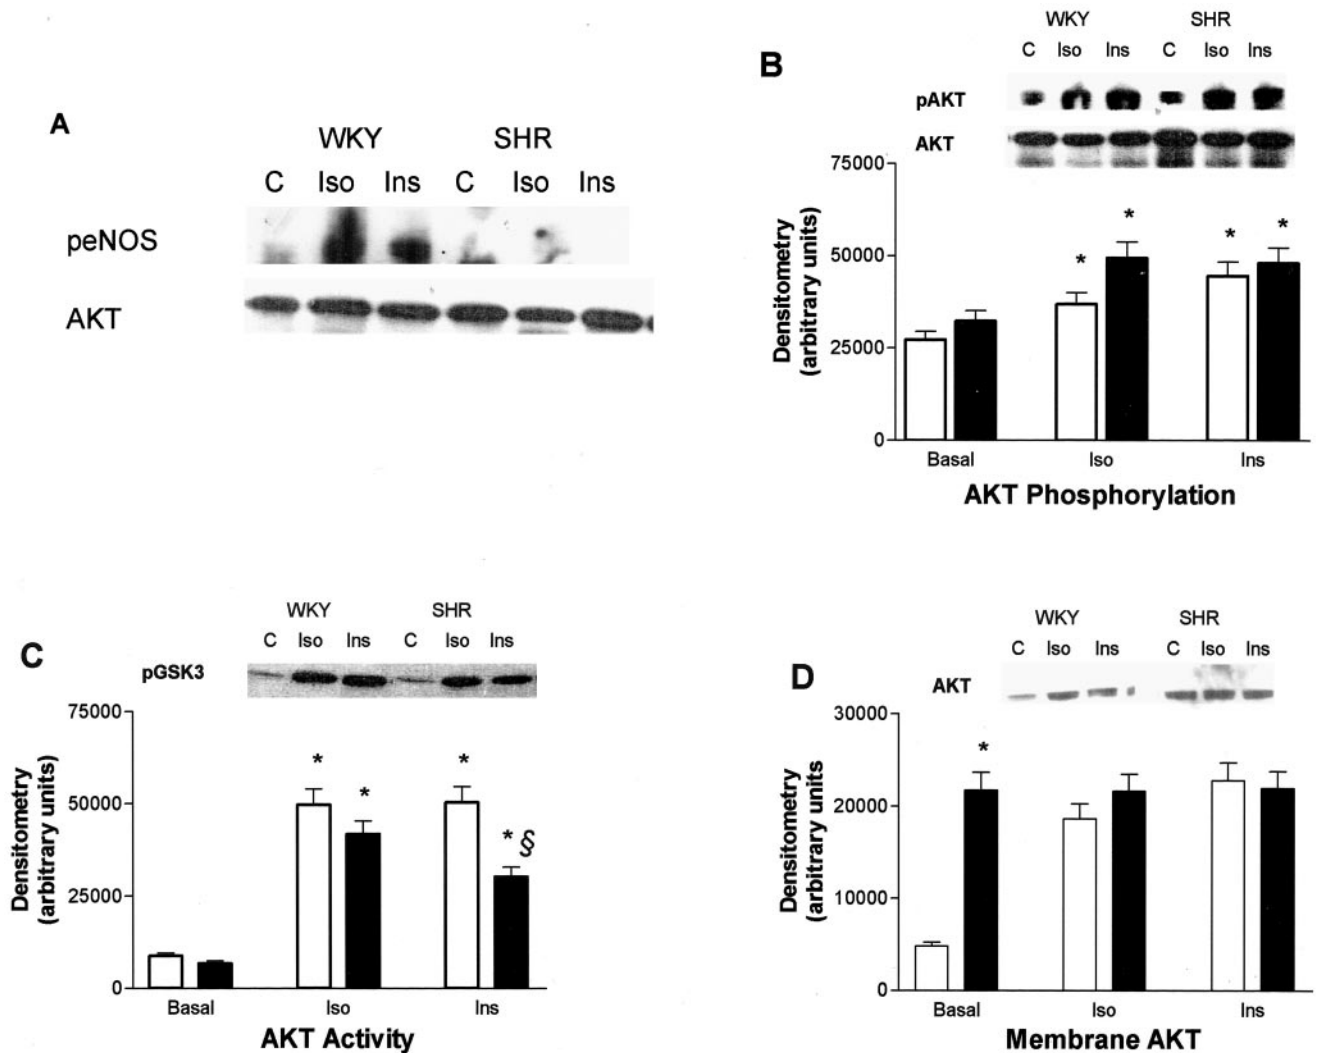 A
WKY SHR
C Iso Ins C Iso Ins
peNOS
AKT
B
WKY SHR
C Iso Ins C Iso Ins
pAKT
AKT
75000
50000
25000
0
Densitometry
(arbitrary units)
* * * *
Basal Iso Ins
AKT Phosphorylation
C
WKY SHR
C Iso Ins C Iso Ins
pGSK3
75000
50000
25000
0
Densitometry
(arbitrary units)
* * * * §
Basal Iso Ins
AKT Activity
D
WKY SHR
C Iso Ins C Iso Ins
AKT
30000
20000
10000
0
Densitometry
(arbitrary units
*
Basal Iso Ins
Membrane AKT